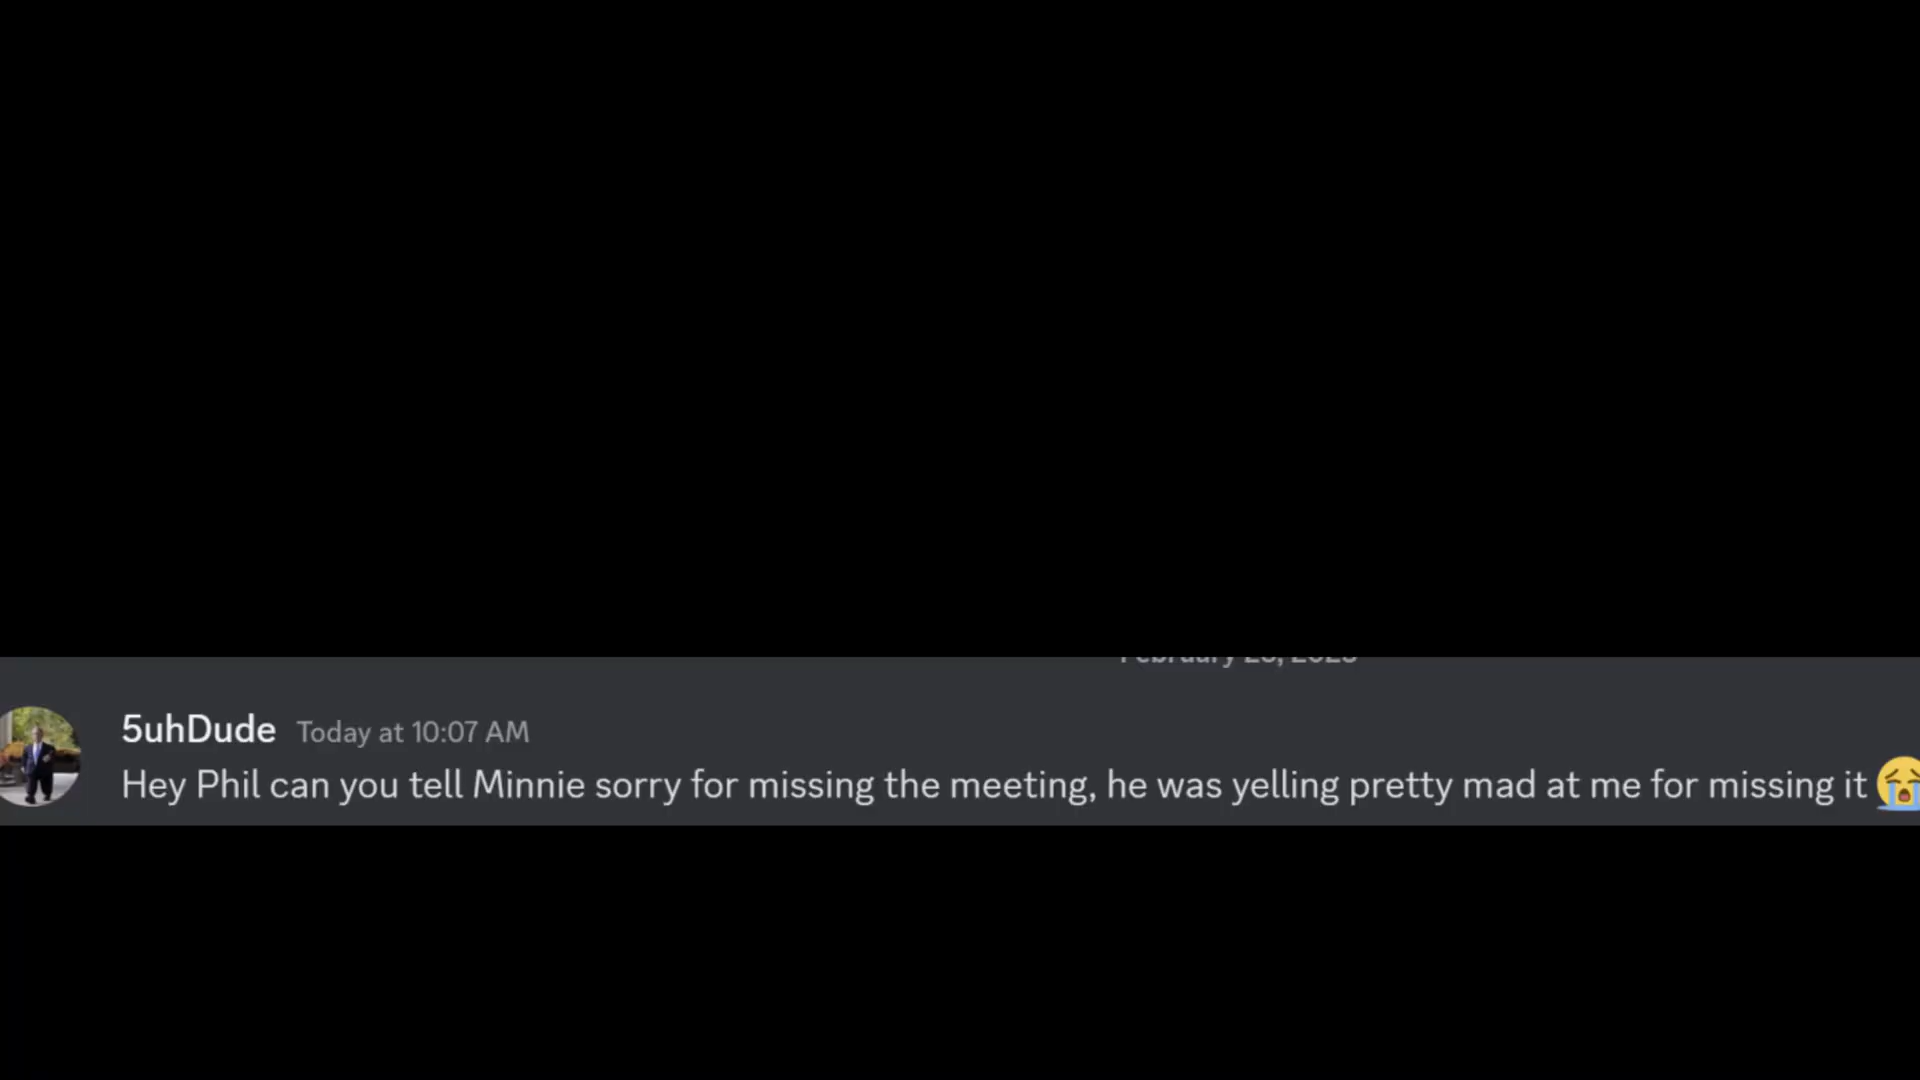 5uhDude Today at 10:07 AM
Hey Phil can you tell Minnie sorry for missing the meeting, he was yelling pretty mad at me for missing it 😭